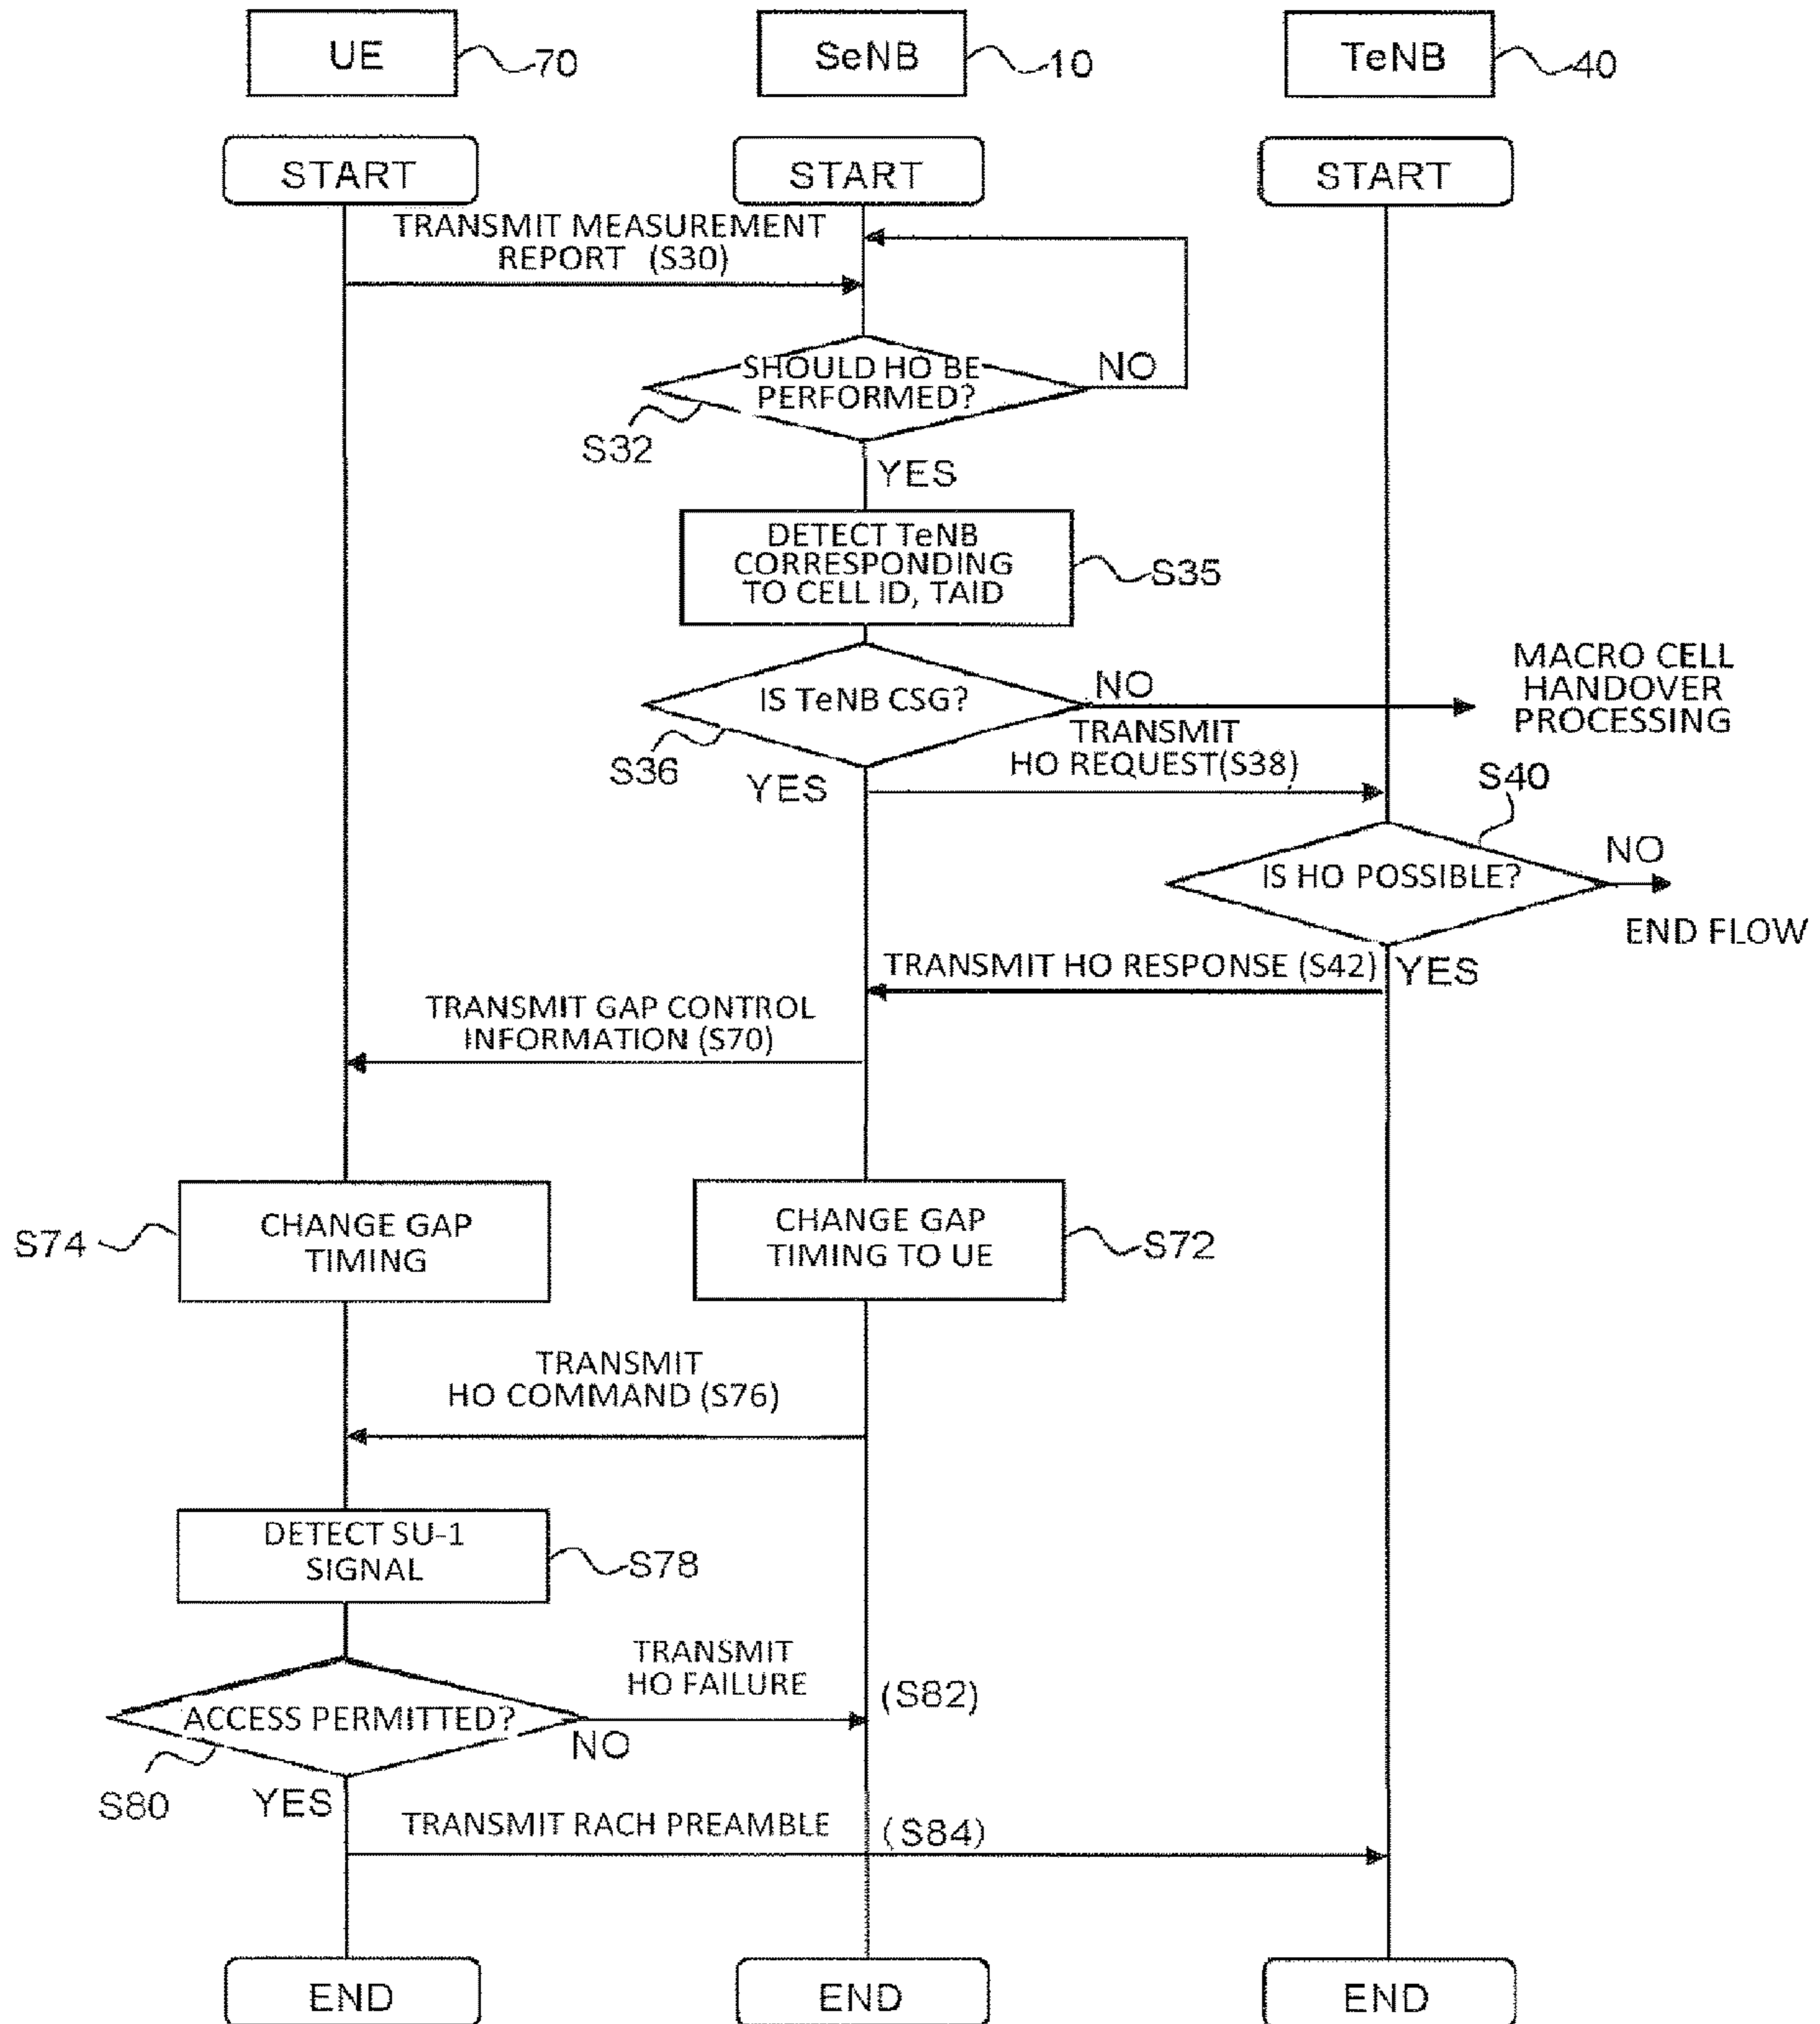 UE
70
SeNB
10
TeNB
40
START
START
START
TRANSMIT MEASUREMENT
REPORT (S30)
SHOULD HO BE
PERFORMED?
NO
S32
YES
DETECT TeNB
CORRESPONDING
TO CELL ID, TAID
S35
IS TeNB CSG?
NO
MACRO CELL
HANDOVER
PROCESSING
S36
YES
TRANSMIT
HO REQUEST(S38)
S40
IS HO POSSIBLE?
NO
END FLOW
TRANSMIT HO RESPONSE (S42)
YES
TRANSMIT GAP CONTROL
INFORMATION (S70)
S74
CHANGE GAP
TIMING
CHANGE GAP
TIMING TO UE
S72
TRANSMIT
HO COMMAND (S76)
DETECT SU-1
SIGNAL
S78
TRANSMIT
HO FAILURE
(S82)
ACCESS PERMITTED?
NO
S80
YES
TRANSMIT RACH PREAMBLE
(S84)
END
END
END